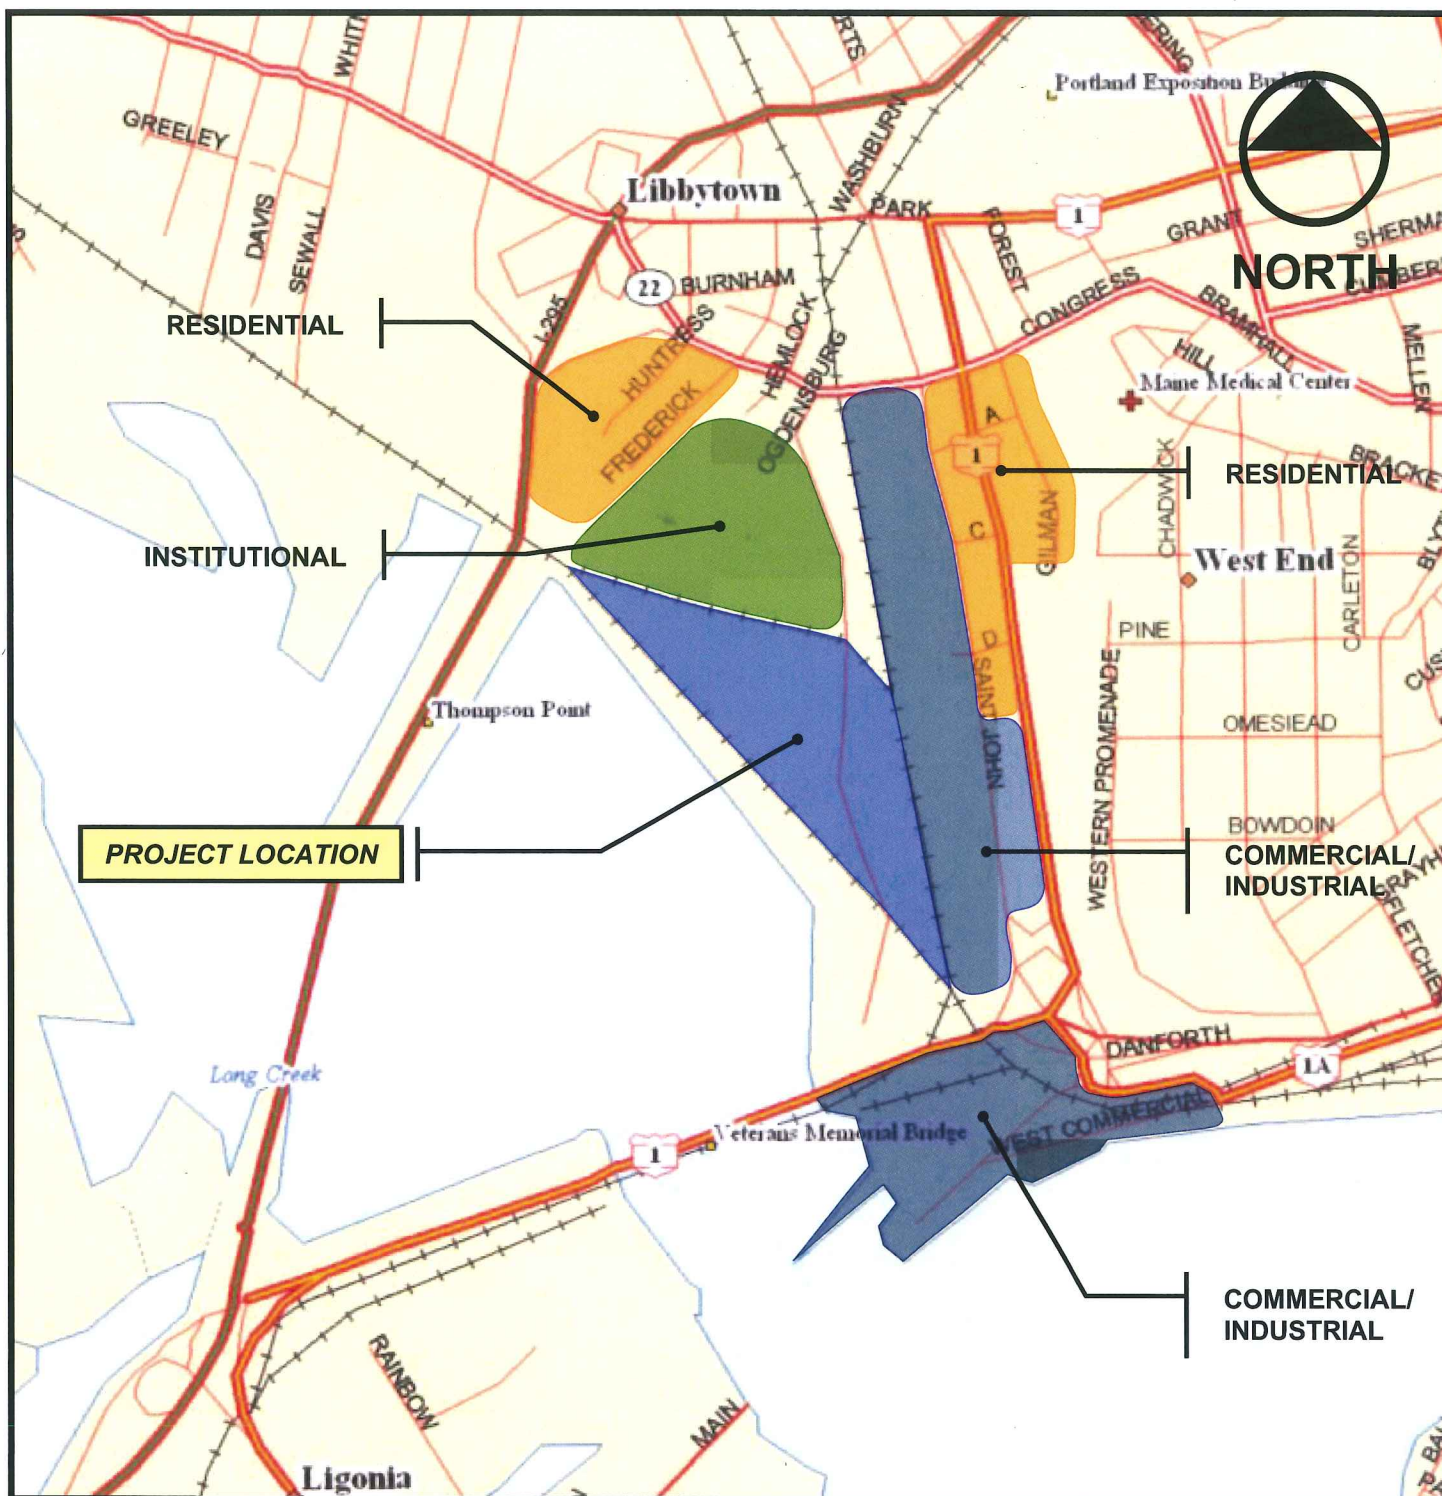 Portland Exposition Building
GREELEY
WASHBURN
Libbytown
PARK
1
GRANT
DAVIS
SEWALL
FOREST
NORTH
22
BURNHAM
CONGRESS
BRAMHALL
RESIDENTIAL
I-295
HUNTRESS
HEMLOCK
OGDENSBURG
HILL
MELLEN
Maine Medical Center
FREDERICK
A
1
CHADWICK
RESIDENTIAL
INSTITUTIONAL
C
GILMAN
West End
CARLETON
PINE
D
SAINT JOHN
WESTERN PROMENADE
Thompson Point
OMESIEAD
PROJECT LOCATION
BOWDOIN
COMMERCIAL/
INDUSTRIAL
DANFORTH
1A
Long Creek
WEST COMMERCIAL
Veterans Memorial Bridge
1
COMMERCIAL/
INDUSTRIAL
RAINBOW
MAIN
Ligonia